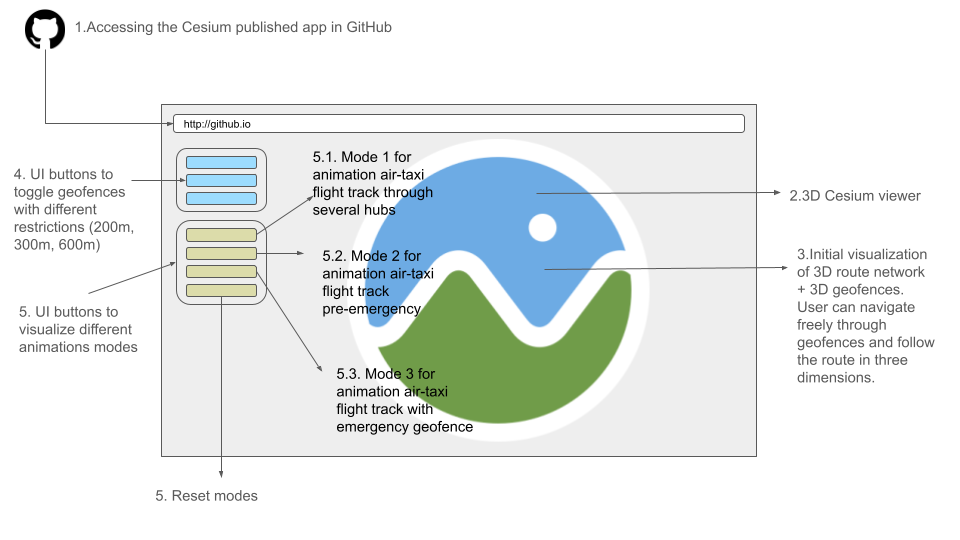 1.Accessing the Cesium published app in GitHub
http://github.io
4. UI buttons to
toggle geofences
with different
restrictions (200m,
300m, 600m)
5. UI buttons to
visualize different
animations modes
5.1. Mode 1 for
animation air-taxi
flight track through
several hubs
5.2. Mode 2 for
animation air-taxi
flight track
pre-emergency
5.3. Mode 3 for
animation air-taxi
flight track with
emergency geofence
2.3D Cesium viewer
3.Initial visualization
of 3D route network
+ 3D geofences.
User can navigate
freely through
geofences and follow
the route in three
dimensions.
5. Reset modes